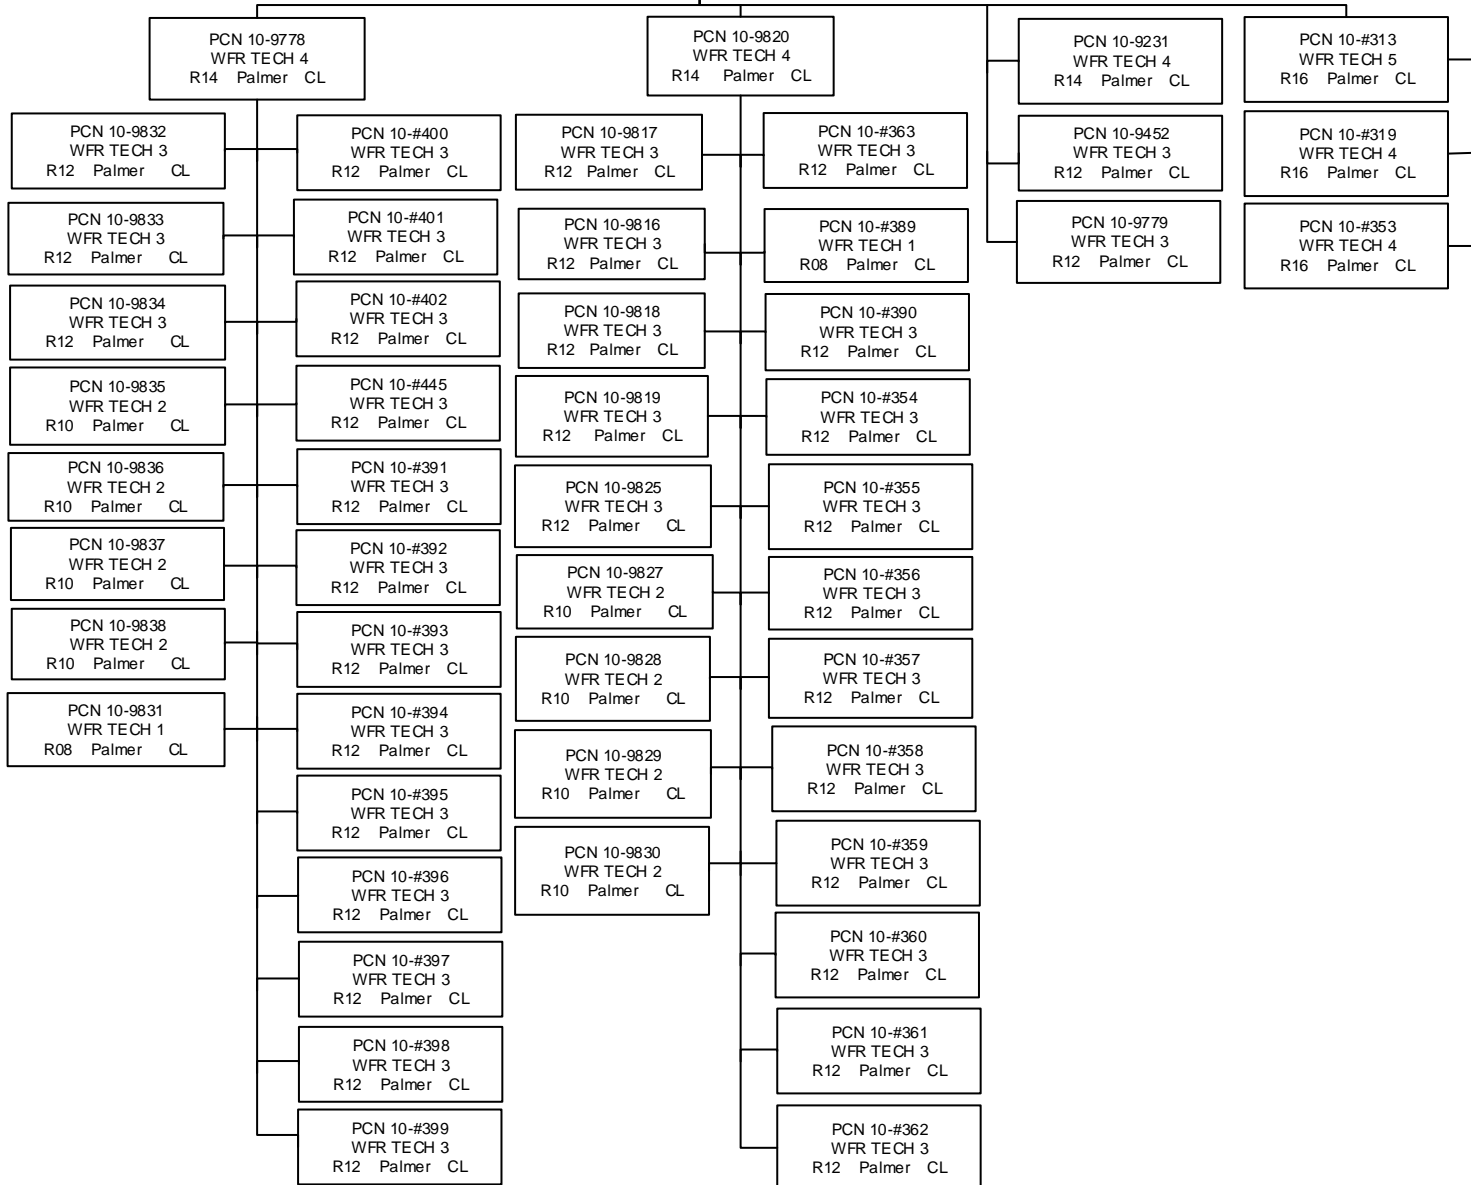 PCN 10-9778
WFR TECH 4
R14 Palmer CL
PCN 10-9820
WFR TECH 4
R14 Palmer CL
PCN 10-9231
WFR TECH 4
R14 Palmer CL
PCN 10-#313
WFR TECH 5
R16 Palmer CL
PCN 10-9832
WFR TECH 3
R12 Palmer CL
PCN 10-9833
WFR TECH 3
R12 Palmer CL
PCN 10-9834
WFR TECH 3
R12 Palmer CL
PCN 10-9835
WFR TECH 2
R10 Palmer CL
PCN 10-9836
WFR TECH 2
R10 Palmer CL
PCN 10-9837
WFR TECH 2
R10 Palmer CL
PCN 10-9838
WFR TECH 2
R10 Palmer CL
PCN 10-9831
WFR TECH 1
R08 Palmer CL
PCN 10-#400
WFR TECH 3
R12 Palmer CL
PCN 10-#401
WFR TECH 3
R12 Palmer CL
PCN 10-#402
WFR TECH 3
R12 Palmer CL
PCN 10-#445
WFR TECH 3
R12 Palmer CL
PCN 10-#391
WFR TECH 3
R12 Palmer CL
PCN 10-#392
WFR TECH 3
R12 Palmer CL
PCN 10-#393
WFR TECH 3
R12 Palmer CL
PCN 10-#394
WFR TECH 3
R12 Palmer CL
PCN 10-#395
WFR TECH 3
R12 Palmer CL
PCN 10-#396
WFR TECH 3
R12 Palmer CL
PCN 10-#397
WFR TECH 3
R12 Palmer CL
PCN 10-#398
WFR TECH 3
R12 Palmer CL
PCN 10-#399
WFR TECH 3
R12 Palmer CL
PCN 10-9817
WFR TECH 3
R12 Palmer CL
PCN 10-9816
WFR TECH 3
R12 Palmer CL
PCN 10-9818
WFR TECH 3
R12 Palmer CL
PCN 10-9819
WFR TECH 3
R12 Palmer CL
PCN 10-9825
WFR TECH 3
R12 Palmer CL
PCN 10-9827
WFR TECH 2
R10 Palmer CL
PCN 10-9828
WFR TECH 2
R10 Palmer CL
PCN 10-9829
WFR TECH 2
R10 Palmer CL
PCN 10-9830
WFR TECH 2
R10 Palmer CL
PCN 10-#363
WFR TECH 3
R12 Palmer CL
PCN 10-#389
WFR TECH 1
R08 Palmer CL
PCN 10-#390
WFR TECH 3
R12 Palmer CL
PCN 10-#354
WFR TECH 3
R12 Palmer CL
PCN 10-#355
WFR TECH 3
R12 Palmer CL
PCN 10-#356
WFR TECH 3
R12 Palmer CL
PCN 10-#357
WFR TECH 3
R12 Palmer CL
PCN 10-#358
WFR TECH 3
R12 Palmer CL
PCN 10-#359
WFR TECH 3
R12 Palmer CL
PCN 10-#360
WFR TECH 3
R12 Palmer CL
PCN 10-#361
WFR TECH 3
R12 Palmer CL
PCN 10-#362
WFR TECH 3
R12 Palmer CL
PCN 10-9452
WFR TECH 3
R12 Palmer CL
PCN 10-9779
WFR TECH 3
R12 Palmer CL
PCN 10-#319
WFR TECH 4
R16 Palmer CL
PCN 10-#353
WFR TECH 4
R16 Palmer CL